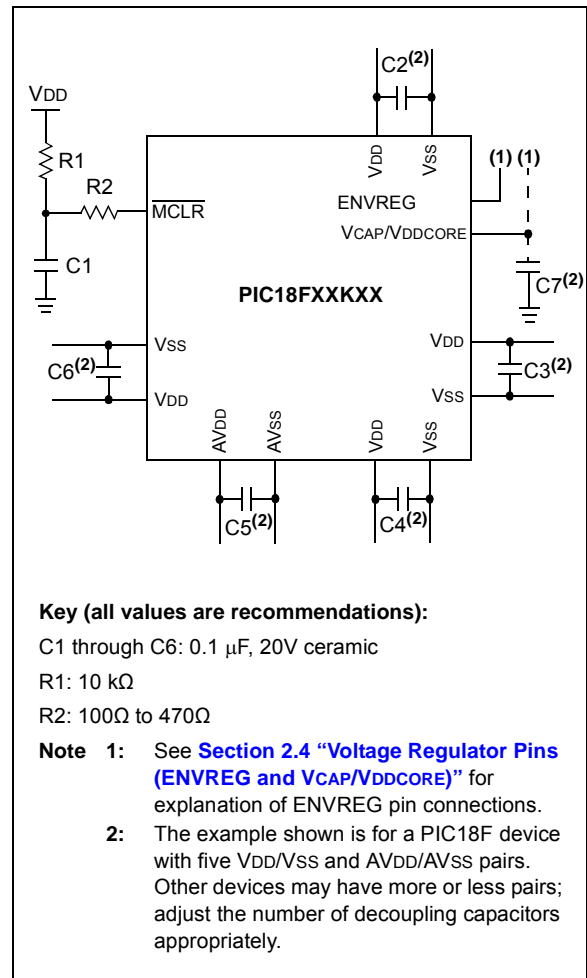 C2(2)
VDD
R1
R2
C1
MCLR
VDD
VSS
(1) (1)
ENVREG
VCAP/VDDCORE
C7(2)
PIC18FXXKXX
VSS
C6(2)
VDD
VDD
C3(2)
VSS
AVDD
AVSS
VDD
VSS
C5(2)
C4(2)
Key (all values are recommendations):
C1 through C6: 0.1 μF, 20V ceramic
R1: 10 kΩ
R2: 100Ω to 470Ω
Note 1: See Section 2.4 “Voltage Regulator Pins
(ENVREG and VCAP/VDDCORE)” for
explanation of ENVREG pin connections.
2: The example shown is for a PIC18F device
with five VDD/VSS and AVDD/AVSS pairs.
Other devices may have more or less pairs;
adjust the number of decoupling capacitors
appropriately.